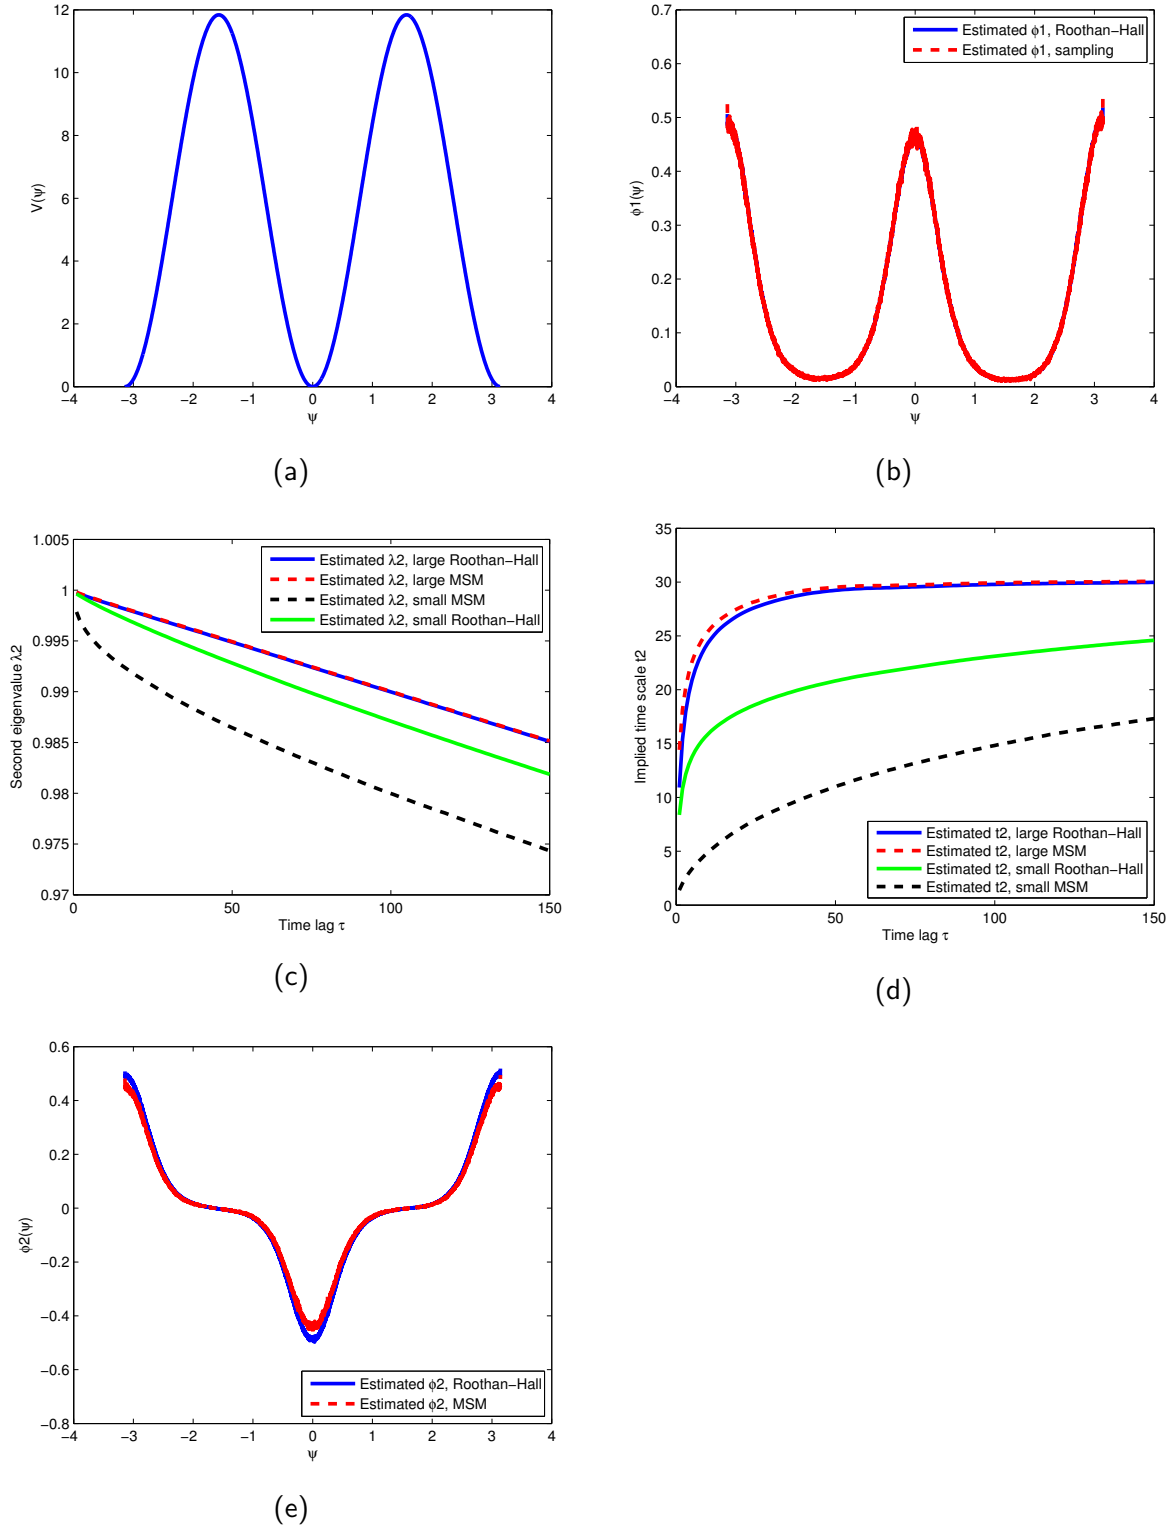 12
10
8
6
4
2
0
V(ψ)
−4 −3 −2 −1 0 1 2 3 4
ψ
(a)
0.7
0.6
0.5
0.4
0.3
0.2
0.1
0
ϕ1(ψ)
Estimated ϕ1, Roothan−Hall
Estimated ϕ1, sampling
−4 −3 −2 −1 0 1 2 3 4
ψ
(b)
1.005
1
0.995
0.99
0.985
0.98
0.975
0.97
Second eigenvalue λ2
Estimated λ2, large Roothan−Hall
Estimated λ2, large MSM
Estimated λ2, small MSM
Estimated λ2, small Roothan−Hall
0 50 100 150
Time lag τ
(c)
35
30
25
20
15
10
5
0
Implied time scale t2
Estimated t2, large Roothan−Hall
Estimated t2, large MSM
Estimated t2, small Roothan−Hall
Estimated t2, small MSM
0 50 100 150
Time lag τ
(d)
0.6
0.4
0.2
0
−0.2
−0.4
−0.6
−0.8
ϕ2(ψ)
Estimated ϕ2, Roothan−Hall
Estimated ϕ2, MSM
−4 −3 −2 −1 0 1 2 3 4
ψ
(e)